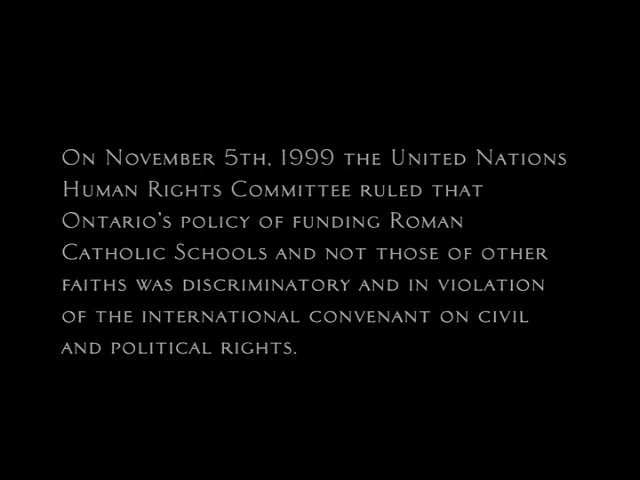 On November 5th, 1999 the United Nations
Human Rights Committee ruled that
Ontario's policy of funding Roman
Catholic Schools and not those of other
faiths was discriminatory and in violation
of the international convenant on civil
and political rights.